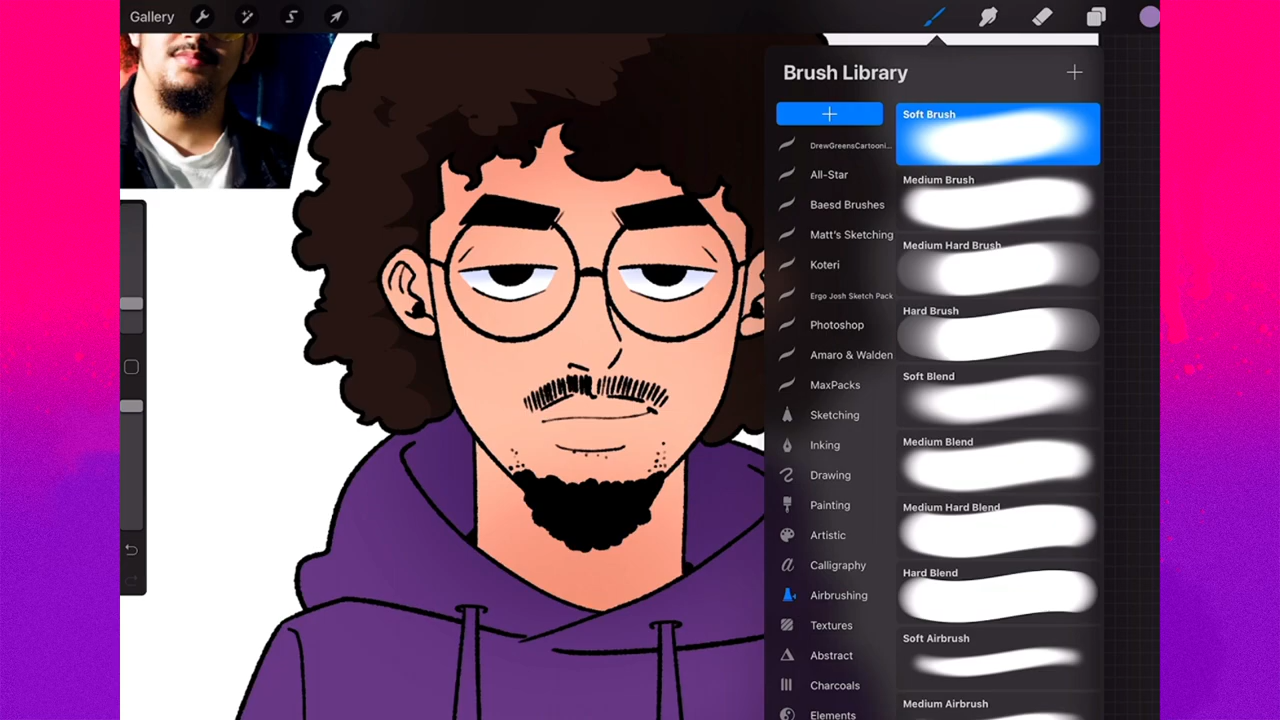 Gallery
Brush Library
DrewGreensCartooni...
All-Star
Baesd Brushes
Matt's Sketching
Koteri
Ergo Josh Sketch Pack
Photoshop
Amaro & Walden
MaxPacks
Sketching
Inking
Drawing
Painting
Artistic
Calligraphy
Airbrushing
Textures
Abstract
Charcoals
Elements
Soft Brush
Medium Brush
Medium Hard Brush
Hard Brush
Soft Blend
Medium Blend
Medium Hard Blend
Hard Blend
Soft Airbrush
Medium Airbrush